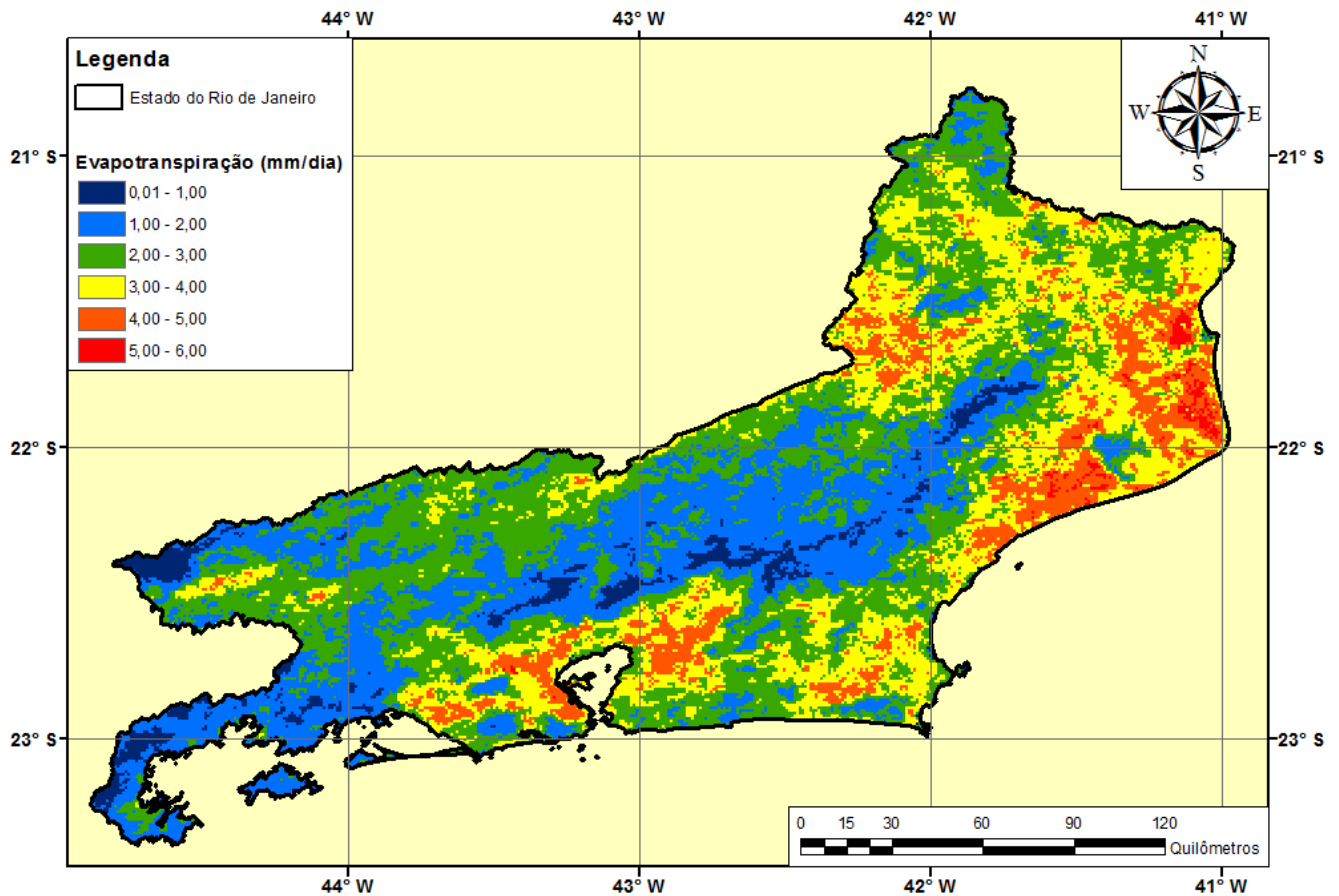 44° W 43° W 42° W 41° W
Legenda
Estado do Rio de Janeiro
Evapotranspiração (mm/dia)
0,01 - 1,00
1,00 - 2,00
2,00 - 3,00
3,00 - 4,00
4,00 - 5,00
5,00 - 6,00
N
W E
S
21° S 21° S
22° S 22° S
23° S 23° S
0 15 30 60 90 120
Quilômetros
44° W 43° W 42° W 41° W